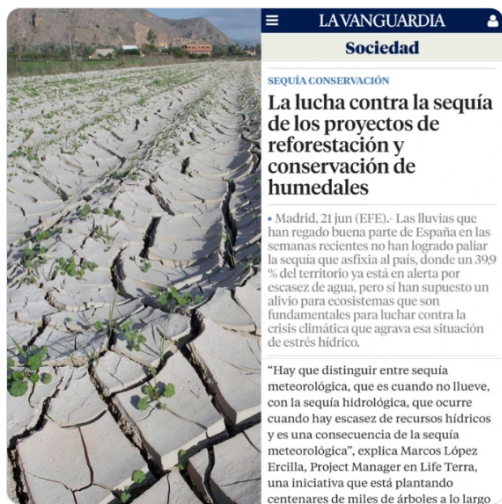 LA VANGUARDIA
Sociedad
SEQUÍA CONSERVACIÓN
La lucha contra la sequía
de los proyectos de
reforestación y
conservación de
humedales
• Madrid, 21 jun (EFE).- Las lluvias que
han regado buena parte de España en las
semanas recientes no han logrado paliar
la sequía que asfixia al país, donde un 39,9
% del territorio ya está en alerta por
escasez de agua, pero sí han supuesto un
alivio para ecosistemas que son
fundamentales para luchar contra la
crisis climática que agrava esa situación
de estrés hídrico.
“Hay que distinguir entre sequía
meteorológica, que es cuando no llueve,
con la sequía hidrológica, que ocurre
cuando hay escasez de recursos hídricos
y es una consecuencia de la sequía
meteorológica”, explica Marcos López
Ercilla, Project Manager en Life Terra,
una iniciativa que está plantando
centenares de miles de árboles a lo largo